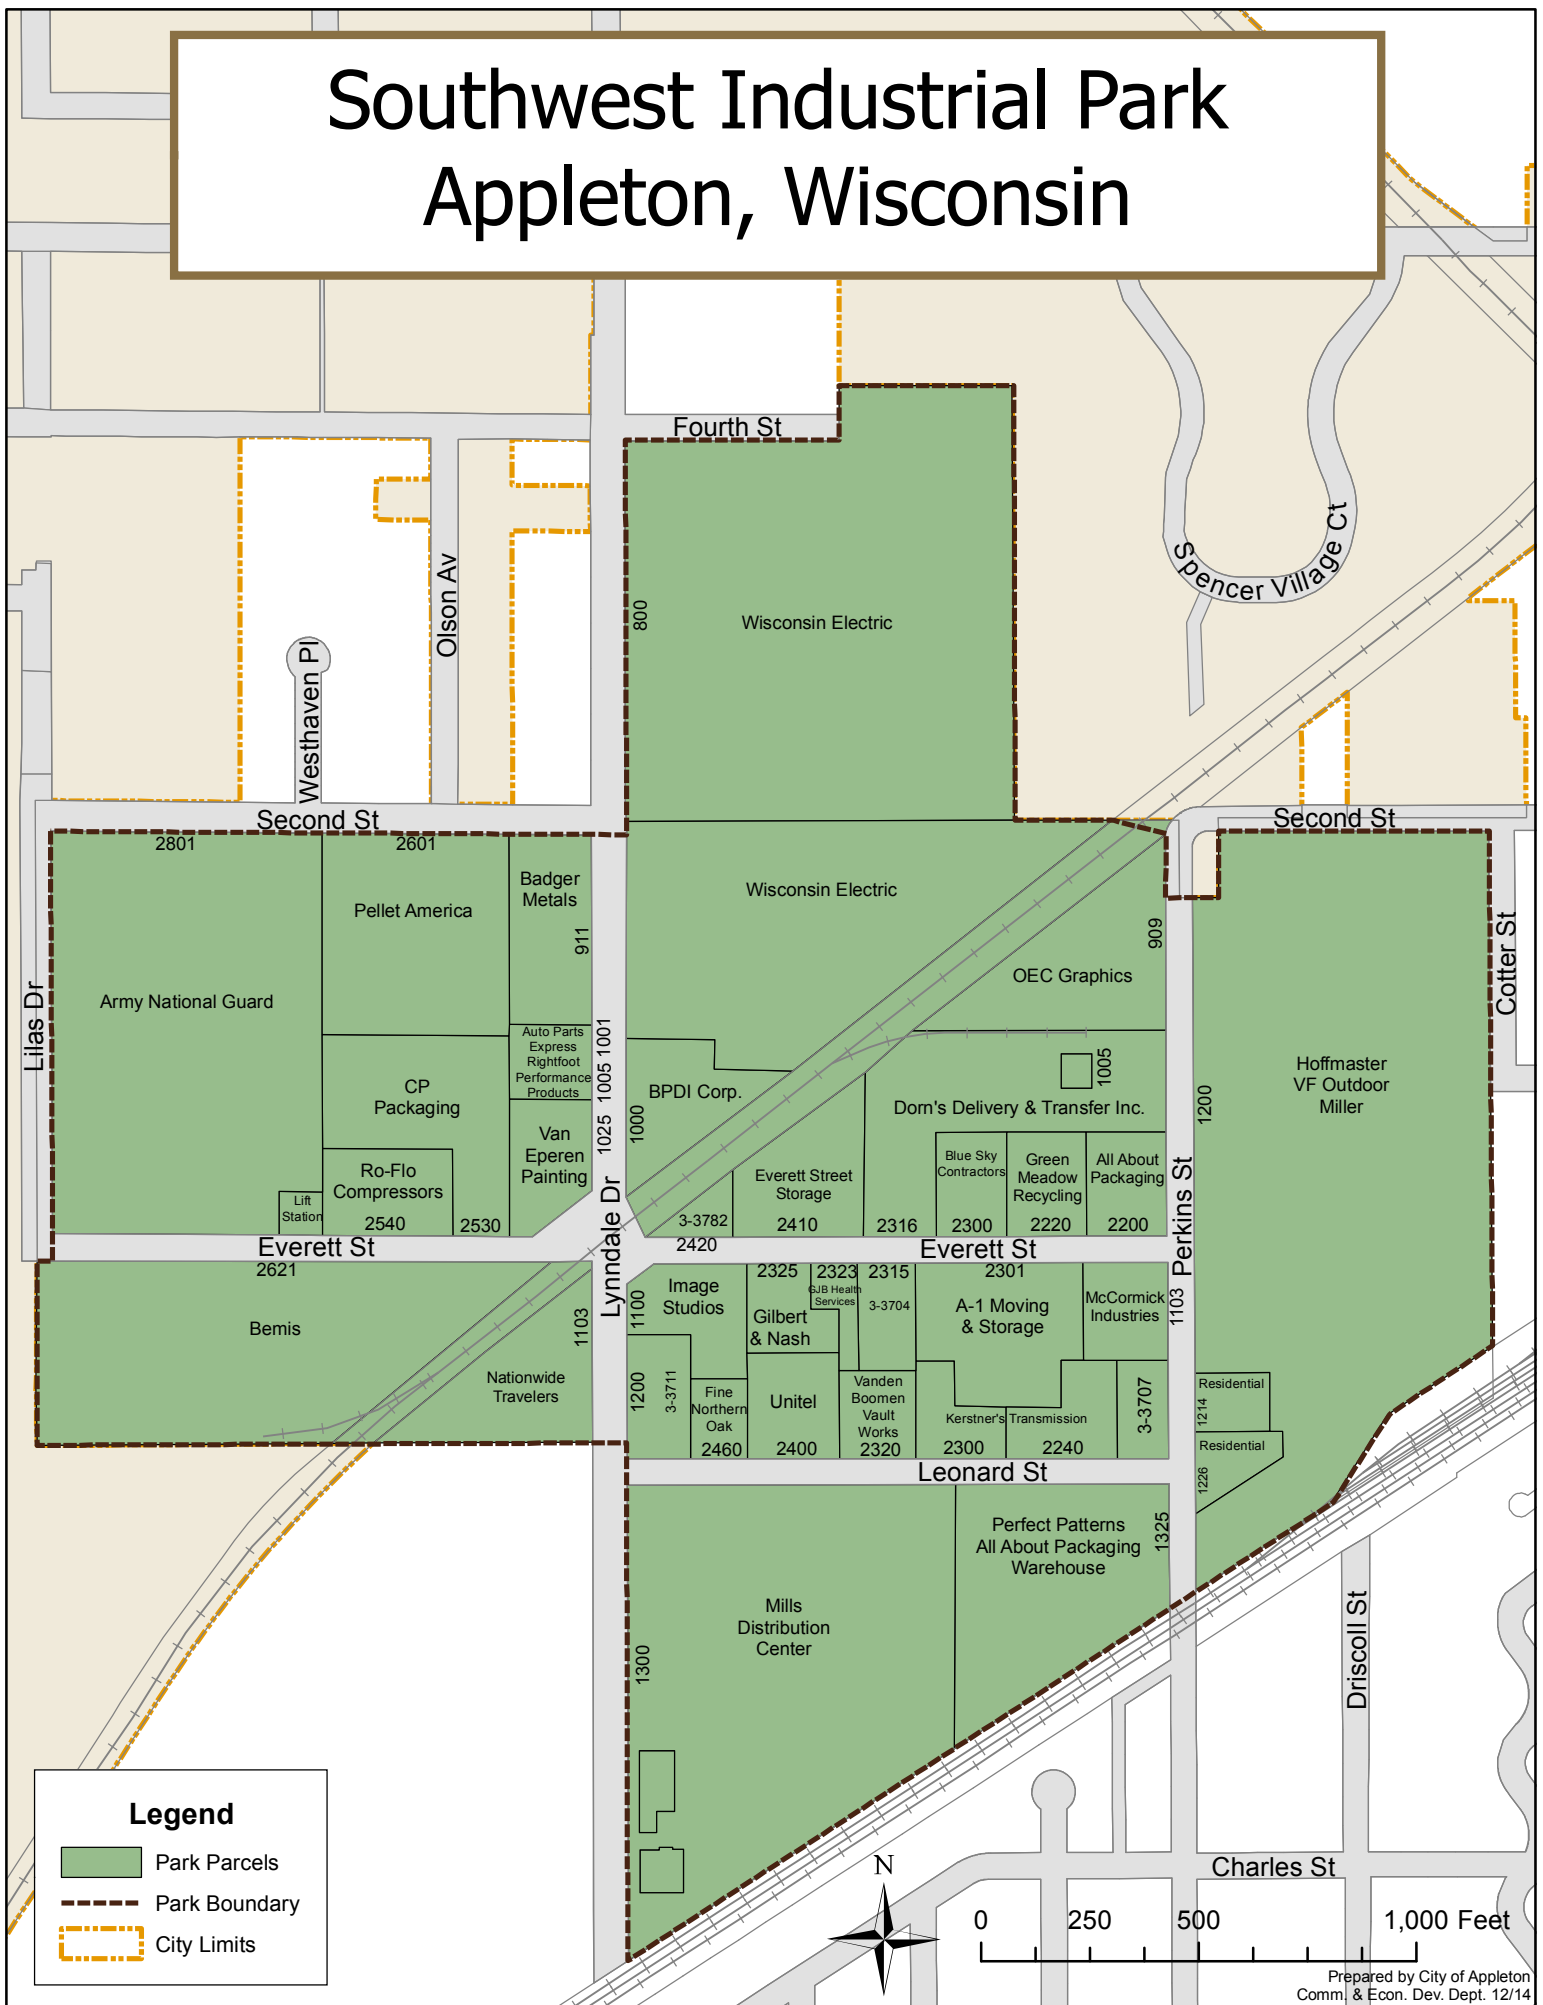 Southwest Industrial Park
Appleton, Wisconsin
Fourth St
Spencer Village Ct
Olson Av
Westhaven Pl
800
Wisconsin Electric
Second St
Second St
2801
2601
Badger
Metals
Pellet America
911
Wisconsin Electric
909
OEC Graphics
Cotter St
Lilas Dr
Army National Guard
Auto Parts
Express
Rightfoot
Performance
Products
1001
1005
1025
CP
Packaging
BPDI Corp.
1000
1005
Dorn's Delivery & Transfer Inc.
1200
Hoffmaster
VF Outdoor
Miller
Van
Eperen
Painting
Ro-Flo
Compressors
Lift
Station
2540
2530
Lynndale Dr
3-3782
Everett Street
Storage
2410
2316
Blue Sky
Contractors
2300
Green
Meadow
Recycling
2220
All About
Packaging
2200
Perkins St
Everett St
2420
Everett St
2621
Bemis
1103
Nationwide
Travelers
Image
Studios
1100
2325
Gilbert
& Nash
2323
GJB Health
Services
2315
3-3704
2301
A-1 Moving
& Storage
McCormick
Industries
1103
1200
3-3711
Fine
Northern
Oak
2460
Unitel
2400
Vanden
Boomen
Vault
Works
2320
Kerstner's Transmission
2300
2240
3-3707
Residential
1214
Residential
1226
Leonard St
Perfect Patterns
All About Packaging
Warehouse
1325
Mills
Distribution
Center
1300
Driscoll St
Charles St
Legend
Park Parcels
Park Boundary
City Limits
N
0 250 500 1,000 Feet
Prepared by City of Appleton
Comm. & Econ. Dev. Dept. 12/14